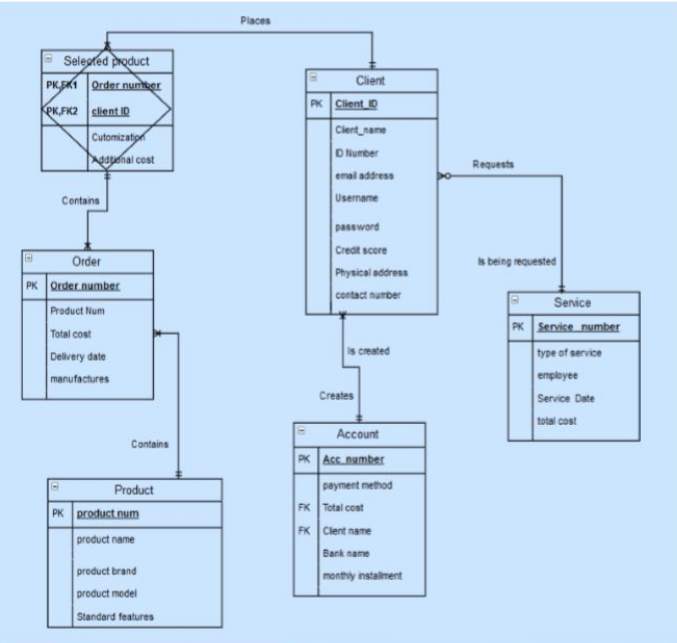 Places
Selected product
PK,FK1 Order number
PK,FK2 client ID
Cutomization
Additional cost
Contains
Order
PK Order number
Product Num
Total cost
Delivery date
manufactures
Contains
Product
PK product num
product name
product brand
product model
Standard features
Client
PK Client_ID
Client_name
ID Number
email address
Username
password
Credit score
Physical address
contact number
Is created
Creates
Account
PK Acc_number
payment method
FK Total cost
FK Client name
Bank name
monthly installment
Requests
Is being requested
Service
PK Service_number
type of service
employee
Service Date
total cost